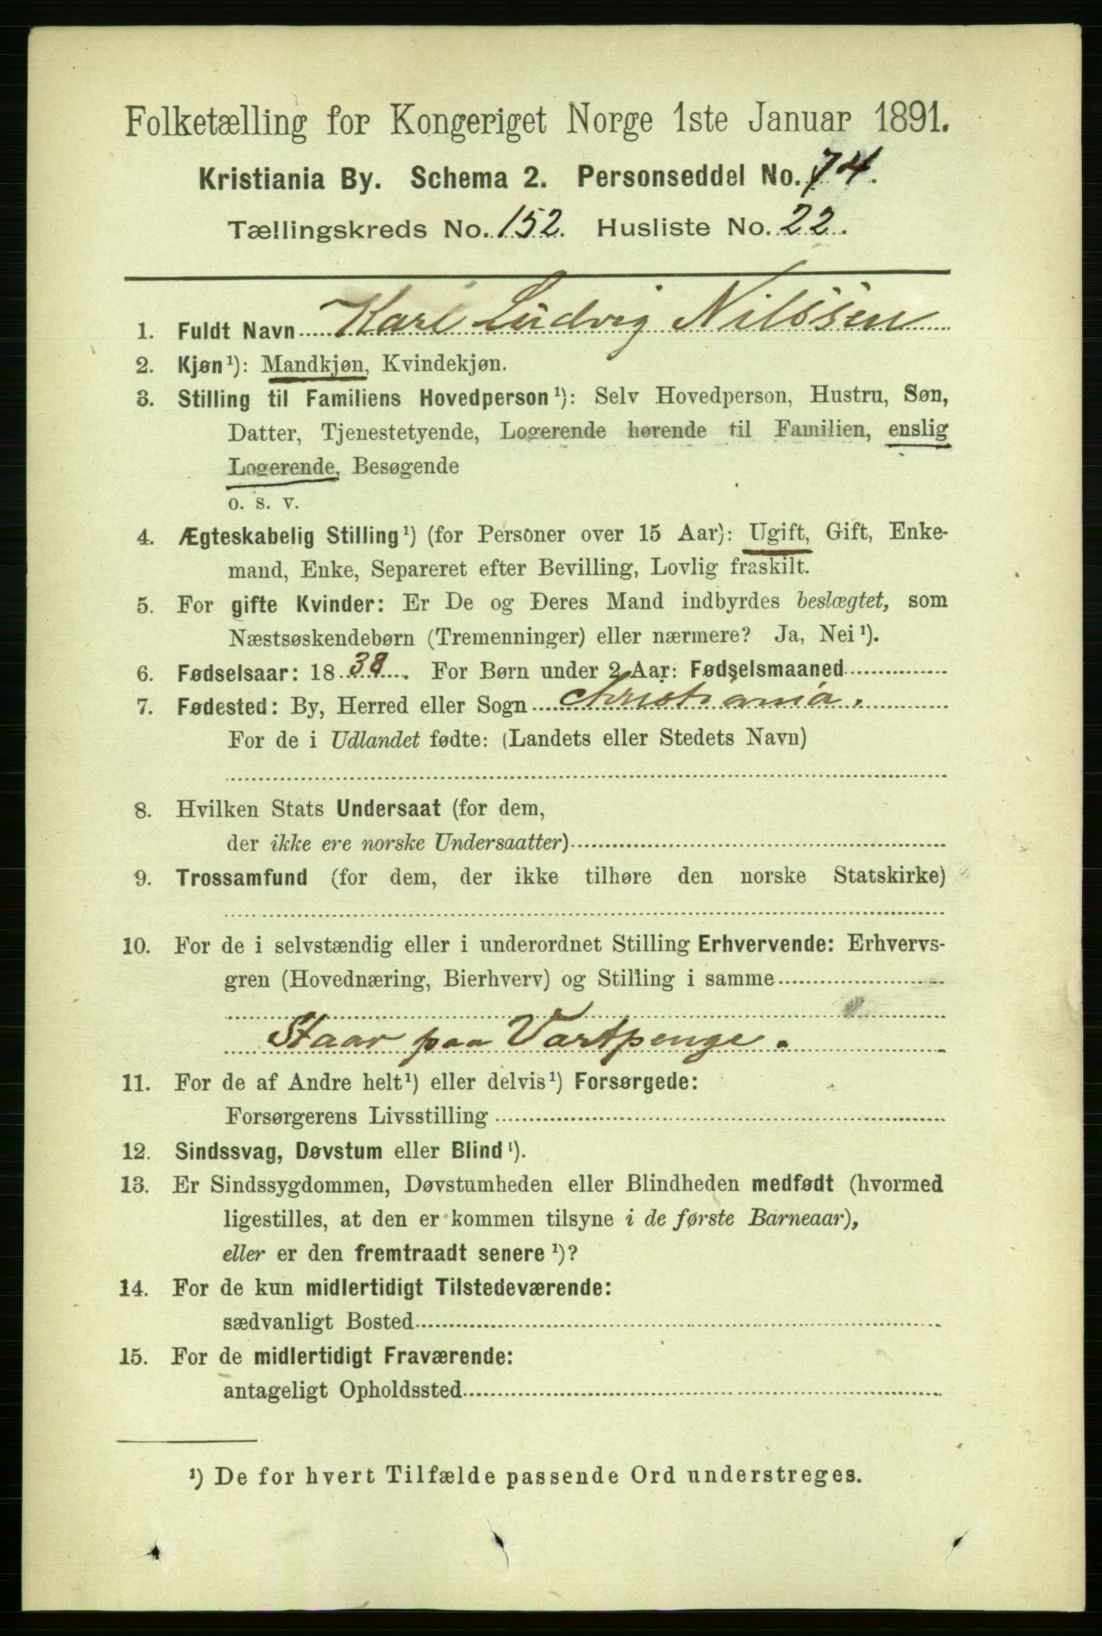 Folketælling for Kongeriget Norge 1ste Januar 1891.
Kristiania By. Schema 2. Personseddel No. 74.
Tællingskreds No. 152. Husliste No. 22.
1. Fuldt Navn Karl Ludvig Nilssen
2. Kjøn¹): Mandkjøn, Kvindekjøn.
3. Stilling til Familiens Hovedperson¹): Selv Hovedperson, Hustru, Søn,
Datter, Tjenestetyende, Logerende hørende til Familien, enslig
Logerende, Besøgende
o. s. v.
4. Ægteskabelig Stilling¹) (for Personer over 15 Aar): Ugift, Gift, Enke-
mand, Enke, Separeret efter Bevilling, Lovlig fraskilt.
5. For gifte Kvinder: Er De og Deres Mand indbyrdes beslægtet, som
Næstsøskendebørn (Tremenninger) eller nærmere? Ja, Nei¹).
6. Fødselsaar: 1838. For Børn under 2 Aar: Fødselsmaaned
7. Fødested: By, Herred eller Sogn Christiania.
For de i Udlandet fødte: (Landets eller Stedets Navn)
8. Hvilken Stats Undersaat (for dem,
der ikke ere norske Undersaatter)
9. Trossamfund (for dem, der ikke tilhøre den norske Statskirke)
10. For de i selvstændig eller i underordnet Stilling Erhvervende: Erhvervs-
gren (Hovednæring, Bierhverv) og Stilling i samme
Staar paa Vartpenge.
11. For de af Andre helt¹) eller delvis¹) Forsørgede:
Forsørgerens Livsstilling
12. Sindssvag, Døvstum eller Blind¹).
13. Er Sindssygdommen, Døvstumheden eller Blindheden medfødt (hvormed
ligestilles, at den er kommen tilsyne i de første Barneaar),
eller er den fremtraadt senere¹)?
14. For de kun midlertidigt Tilstedeværende:
sædvanligt Bosted
15. For de midlertidigt Fraværende:
antageligt Opholdssted
¹) De for hvert Tilfælde passende Ord understreges.